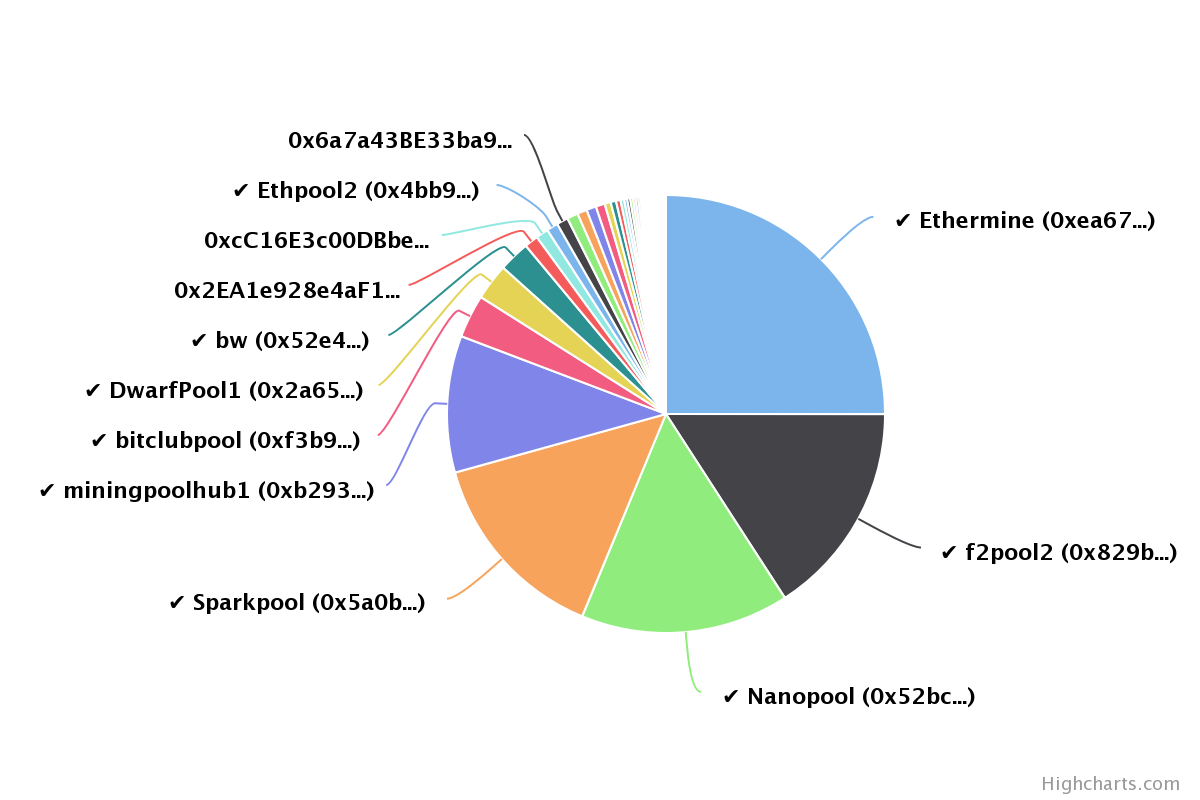 0x6a7a43BE33ba9...
✔ Ethpool2 (0x4bb9...)
0xcC16E3c00DBbe...
0x2EA1e928e4aF1...
✔ bw (0x52e4...)
✔ DwarfPool1 (0x2a65...)
✔ bitclubpool (0xf3b9...)
✔ miningpoolhub1 (0xb293...)
✔ Sparkpool (0x5a0b...)
✔ Ethermine (0xea67...)
✔ f2pool2 (0x829b...)
✔ Nanopool (0x52bc...)
Highcharts.com